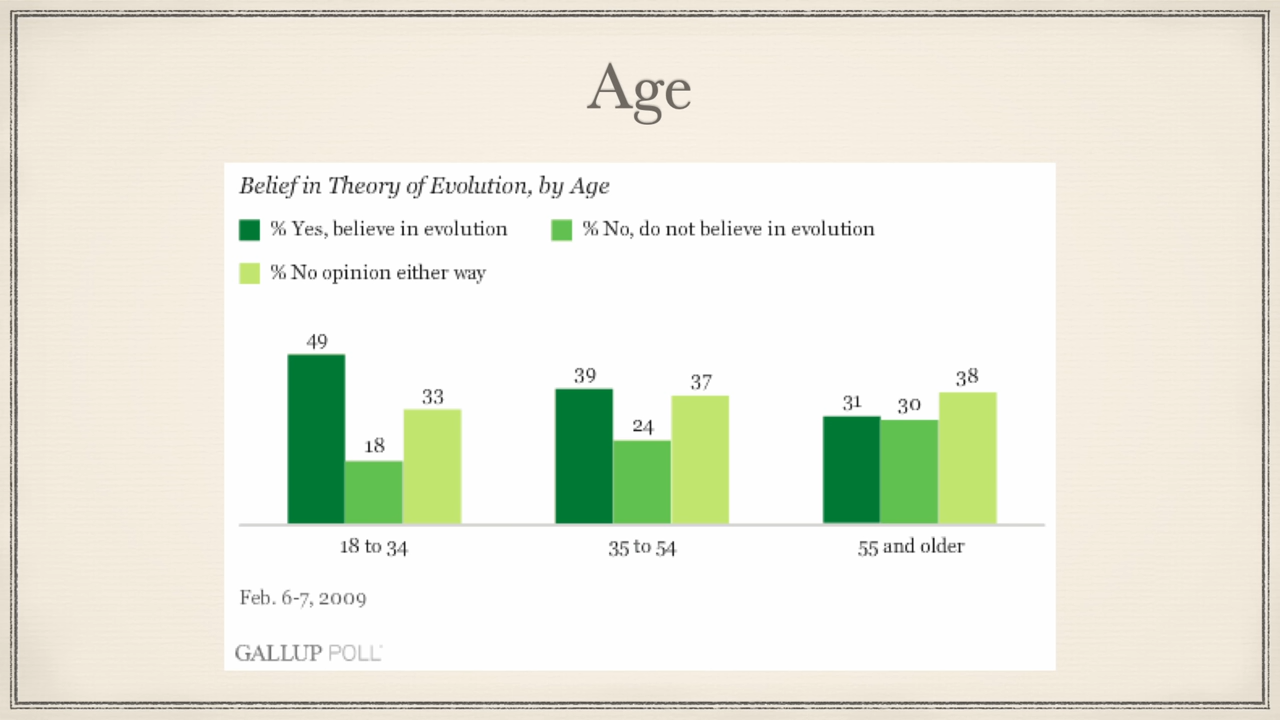 Age
Belief in Theory of Evolution, by Age
% Yes, believe in evolution % No, do not believe in evolution
% No opinion either way
49 18 33 39 24 37 31 30 38
18 to 34 35 to 54 55 and older
Feb. 6-7, 2009
GALLUP POLL